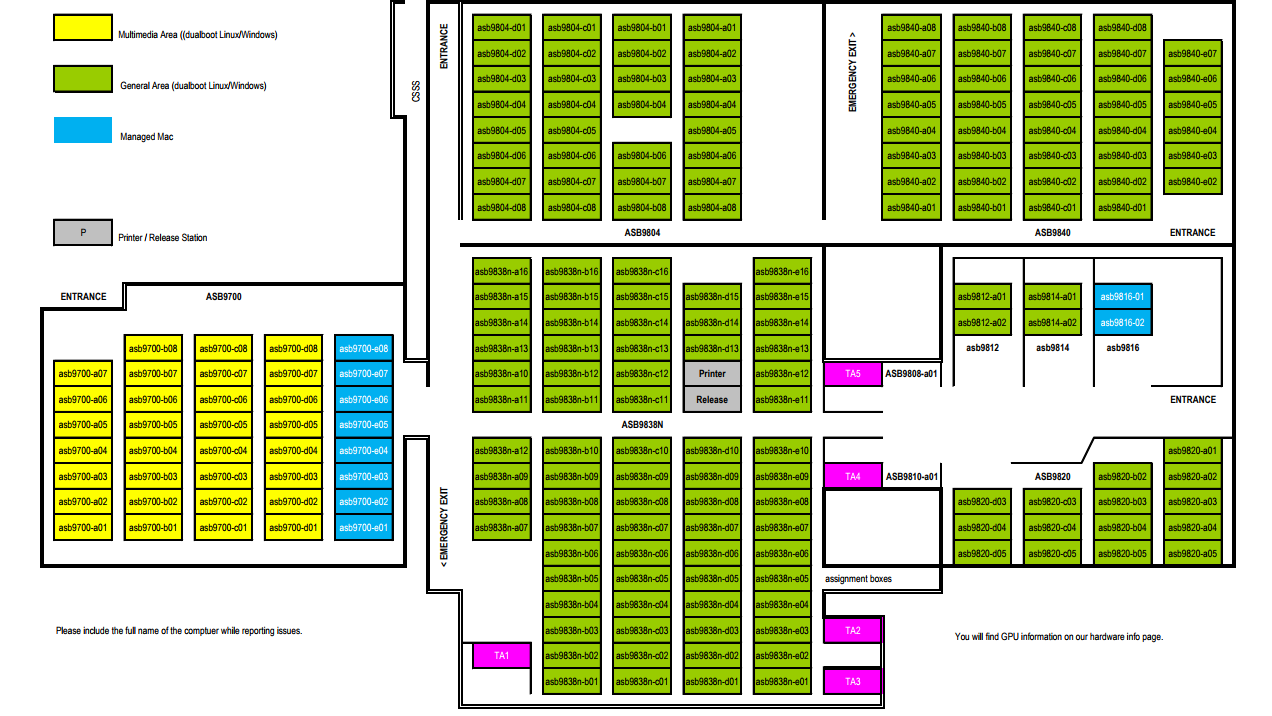 Multimedia Area ((dualboot Linux/Windows)
General Area (dualboot Linux/Windows)
Managed Mac
P
Printer / Release Station
CSSS
ENTRANCE
asb9804-d01 asb9804-c01 asb9804-b01 asb9804-a01
asb9804-d02 asb9804-c02 asb9804-b02 asb9804-a02
asb9804-d03 asb9804-c03 asb9804-b03 asb9804-a03
asb9804-d04 asb9804-c04 asb9804-b04 asb9804-a04
asb9804-d05 asb9804-c05 asb9804-a05
asb9804-d06 asb9804-c06 asb9804-b06 asb9804-a06
asb9804-d07 asb9804-c07 asb9804-b07 asb9804-a07
asb9804-d08 asb9804-c08 asb9804-b08 asb9804-a08
ASB9804
EMERGENCY EXIT >
asb9840-a08 asb9840-b08 asb9840-c08 asb9840-d08
asb9840-a07 asb9840-b07 asb9840-c07 asb9840-d07 asb9840-e07
asb9840-a06 asb9840-b06 asb9840-c06 asb9840-d06 asb9840-e06
asb9840-a05 asb9840-b05 asb9840-c05 asb9840-d05 asb9840-e05
asb9840-a04 asb9840-b04 asb9840-c04 asb9840-d04 asb9840-e04
asb9840-a03 asb9840-b03 asb9840-c03 asb9840-d03 asb9840-e03
asb9840-a02 asb9840-b02 asb9840-c02 asb9840-d02 asb9840-e02
asb9840-a01 asb9840-b01 asb9840-c01 asb9840-d01
ASB9840 ENTRANCE
ENTRANCE ASB9700
asb9700-b08 asb9700-c08 asb9700-d08 asb9700-e08
asb9700-a07 asb9700-b07 asb9700-c07 asb9700-d07 asb9700-e07
asb9700-a06 asb9700-b06 asb9700-c06 asb9700-d06 asb9700-e06
asb9700-a05 asb9700-b05 asb9700-c05 asb9700-d05 asb9700-e05
asb9700-a04 asb9700-b04 asb9700-c04 asb9700-d04 asb9700-e04
asb9700-a03 asb9700-b03 asb9700-c03 asb9700-d03 asb9700-e03
asb9700-a02 asb9700-b02 asb9700-c02 asb9700-d02 asb9700-e02
asb9700-a01 asb9700-b01 asb9700-c01 asb9700-d01 asb9700-e01
asb9838n-a16 asb9838n-b16 asb9838n-c16 asb9838n-e16
asb9838n-a15 asb9838n-b15 asb9838n-c15 asb9838n-d15 asb9838n-e15
asb9838n-a14 asb9838n-b14 asb9838n-c14 asb9838n-d14 asb9838n-e14
asb9838n-a13 asb9838n-b13 asb9838n-c13 asb9838n-d13 asb9838n-e13
asb9838n-a10 asb9838n-b12 asb9838n-c12 Printer asb9838n-e12
asb9838n-a11 asb9838n-b11 asb9838n-c11 Release asb9838n-e11
ASB9838N
asb9838n-a12 asb9838n-b10 asb9838n-c10 asb9838n-d10 asb9838n-e10
asb9838n-a09 asb9838n-b09 asb9838n-c09 asb9838n-d09 asb9838n-e09
asb9838n-a08 asb9838n-b08 asb9838n-c08 asb9838n-d08 asb9838n-e08
asb9838n-a07 asb9838n-b07 asb9838n-c07 asb9838n-d07 asb9838n-e07
asb9838n-b06 asb9838n-c06 asb9838n-d06 asb9838n-e06
asb9838n-b05 asb9838n-c05 asb9838n-d05 asb9838n-e05
asb9838n-b04 asb9838n-c04 asb9838n-d04 asb9838n-e04
asb9838n-b03 asb9838n-c03 asb9838n-d03 asb9838n-e03
TA1 asb9838n-b02 asb9838n-c02 asb9838n-d02 asb9838n-e02
asb9838n-b01 asb9838n-c01 asb9838n-d01 asb9838n-e01
< EMERGENCY EXIT
asb9812-a01 asb9814-a01 asb9816-01
asb9812-a02 asb9814-a02 asb9816-02
asb9812 asb9814 asb9816
TA5 ASB9808-a01
ENTRANCE
TA4 ASB9810-a01
ASB9820
asb9820-a01
asb9820-b02 asb9820-a02
asb9820-d03 asb9820-c03 asb9820-b03 asb9820-a03
asb9820-d04 asb9820-c04 asb9820-b04 asb9820-a04
asb9820-d05 asb9820-c05 asb9820-b05 asb9820-a05
assignment boxes
TA2
TA3
Please include the full name of the comptuer while reporting issues.
You will find GPU information on our hardware info page.